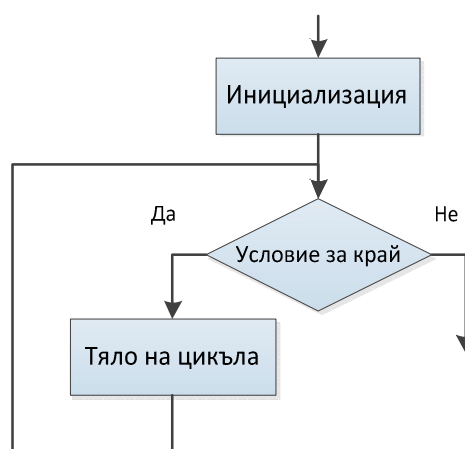 Инициализация
Да
Не
Условие за край
Тяло на цикъла